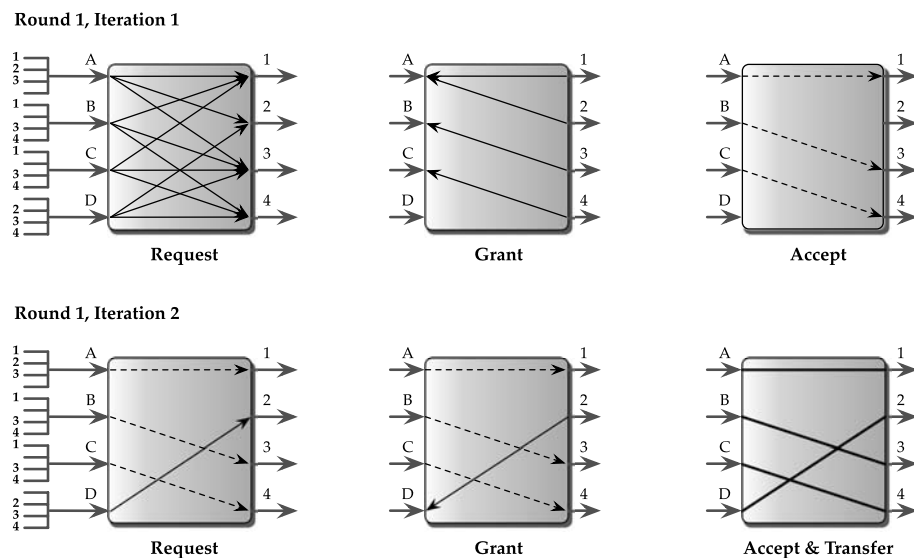 Round 1, Iteration 1
1 2 3 A 1
1 3 4 B 2
1 3 4 C 3
2 3 4 D 4
Request
A 1
B 2
C 3
D 4
Grant
A 1
B 2
C 3
D 4
Accept
Round 1, Iteration 2
1 2 3 A 1
1 3 4 B 2
1 3 4 C 3
2 3 4 D 4
Request
A 1
B 2
C 3
D 4
Grant
A 1
B 2
C 3
D 4
Accept & Transfer